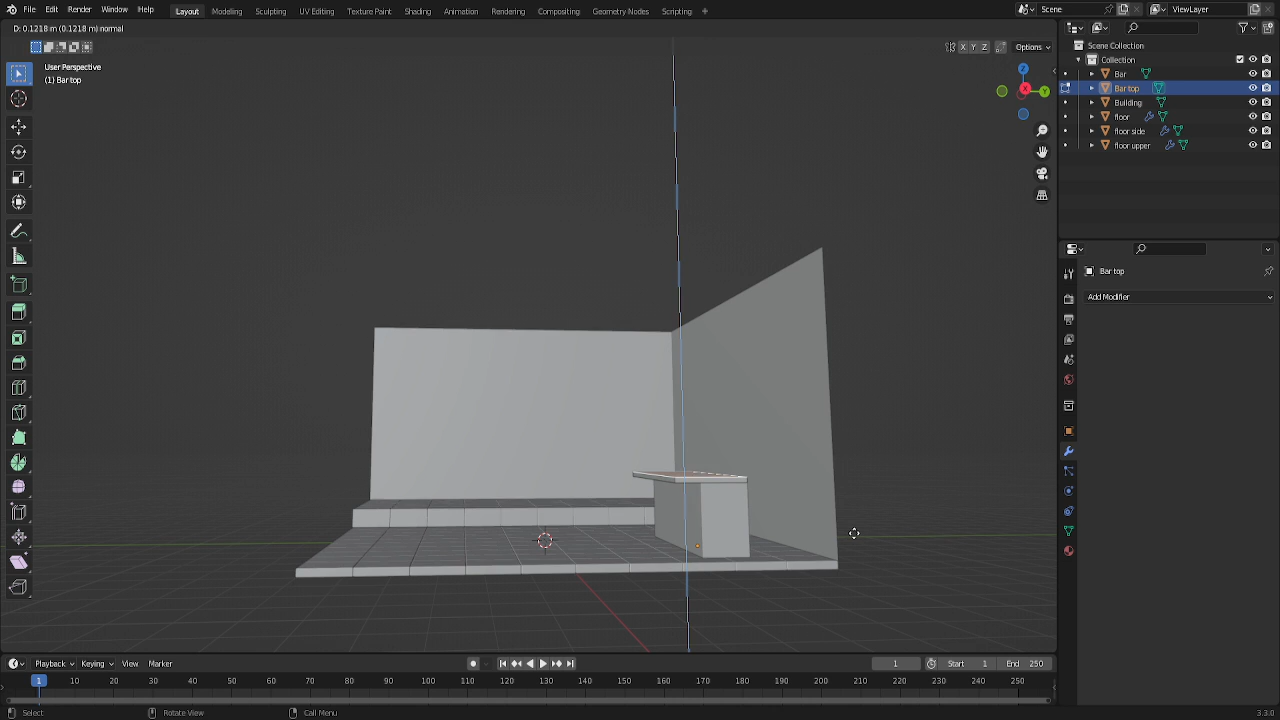 File Edit Render Window Help Layout Modelling Sculpting UV Editing Texture Paint Shading Animation Rendering Compositing Geometry Nodes Scripting Scene ViewLayer
D: 0.1218 m (0.1218 m) normal
X Y Z Options
User Perspective
(1) Bar top
Z
X
Y
Scene Collection
Collection
Bar
Bar top
Building
floor
floor side
floor upper
Bar top
Add Modifier
Playback Keying View Marker 1 Start 1 End 250
1 10 20 30 40 50 60 70 80 90 100 110 120 130 140 150 160 170 180 190 200 210 220 230 240 250
Select Rotate View Call Menu 3.3.0